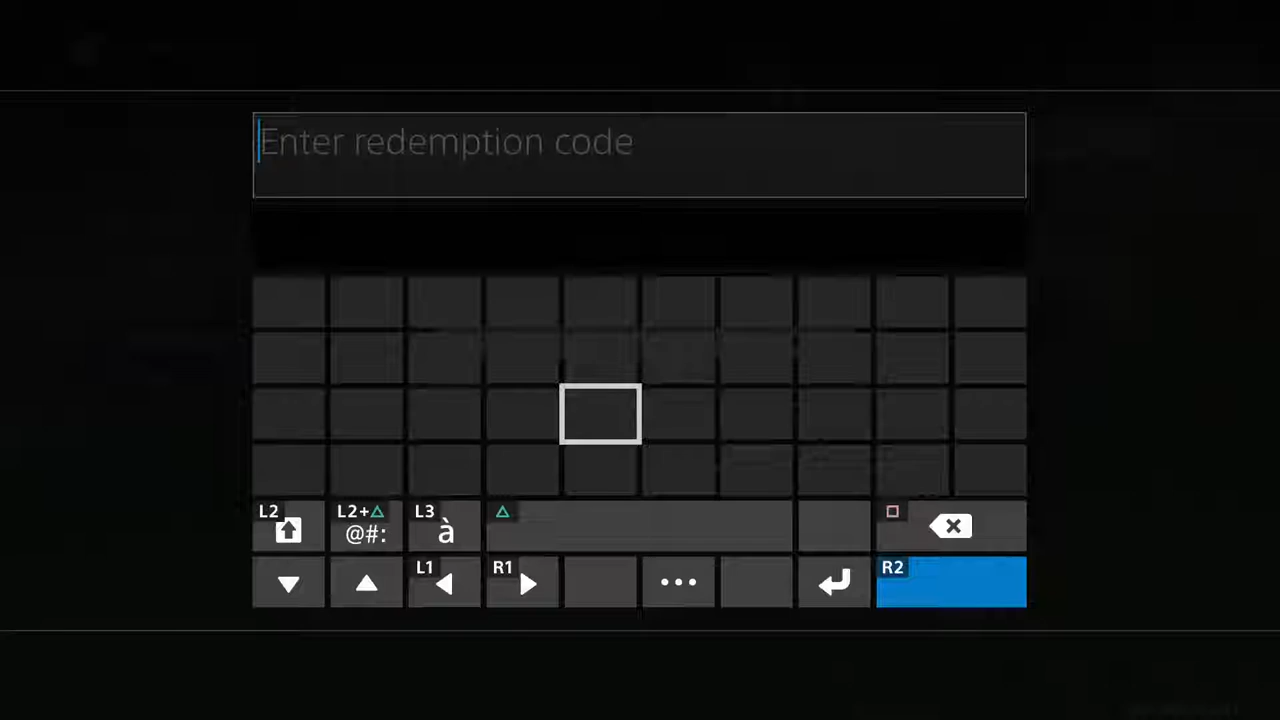 Enter redemption code
L2 L2+△ L3 △ □
@#: à
L1 R1 ... R2